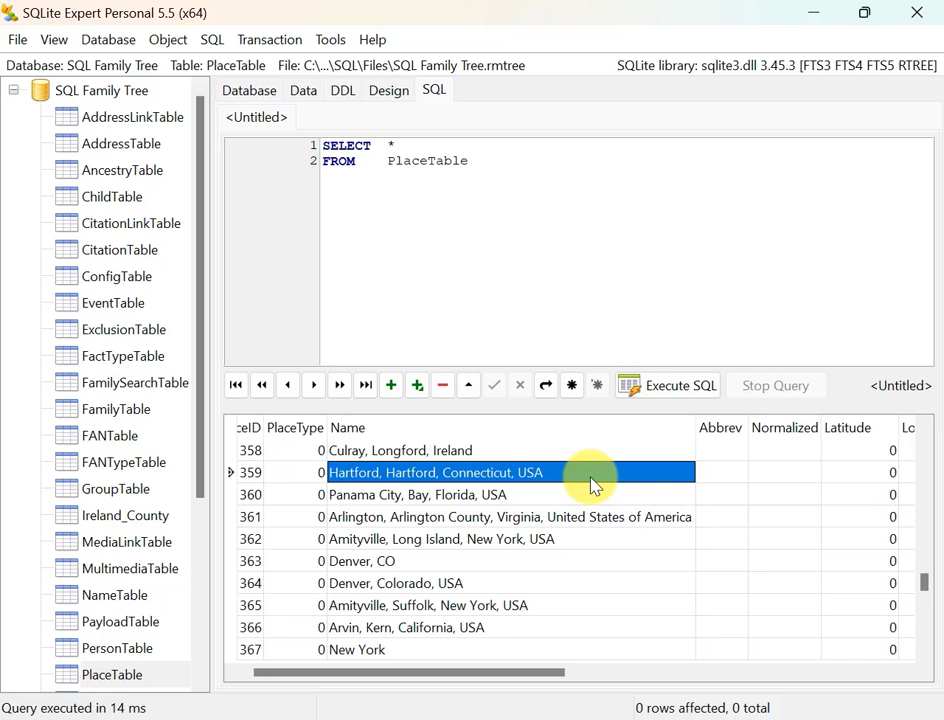 SQLite Expert Personal 5.5 (x64)
File View Database Object SQL Transaction Tools Help
Database: SQL Family Tree Table: PlaceTable File: C:\...\SQL\Files\SQL Family Tree.rmtree SQLite library: sqlite3.dll 3.45.3 [FTS3 FTS4 FTS5 RTREE]
SQL Family Tree
AddressLinkTable
AddressTable
AncestryTable
ChildTable
CitationLinkTable
CitationTable
ConfigTable
EventTable
ExclusionTable
FactTypeTable
FamilySearchTable
FamilyTable
FANTable
FANTypeTable
GroupTable
Ireland_County
MediaLinkTable
MultimediaTable
NameTable
PayloadTable
PersonTable
PlaceTable
Database Data DDL Design SQL
<Untitled>
1 SELECT *
2 FROM PlaceTable
Execute SQL Stop Query <Untitled>
ceID PlaceType Name Abbrev Normalized Latitude Lo
358 0 Culray, Longford, Ireland 0
359 0 Hartford, Hartford, Connecticut, USA 0
360 0 Panama City, Bay, Florida, USA 0
361 0 Arlington, Arlington County, Virginia, United States of America 0
362 0 Amityville, Long Island, New York, USA 0
363 0 Denver, CO 0
364 0 Denver, Colorado, USA 0
365 0 Amityville, Suffolk, New York, USA 0
366 0 Arvin, Kern, California, USA 0
367 0 New York 0
Query executed in 14 ms 0 rows affected, 0 total